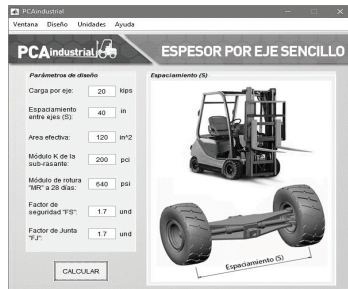 PCAindustrial
Ventana Diseño Unidades Ayuda
PCAindustrial
ESPESOR POR EJE SENCILLO
Parámetros de diseño
Carga por eje: 20 kips
Espaciamiento
entre ejes (S): 40 in
Area efectiva: 120 in^2
Módulo K de la
sub-rasante: 200 pci
Módulo de rotura
"MR" a 28 días: 640 psi
Factor de
seguridad "FS": 1.7 und
Factor de Junta
"FJ": 1.7 und
CALCULAR
Espaciamiento (S)
Espaciamiento (S)